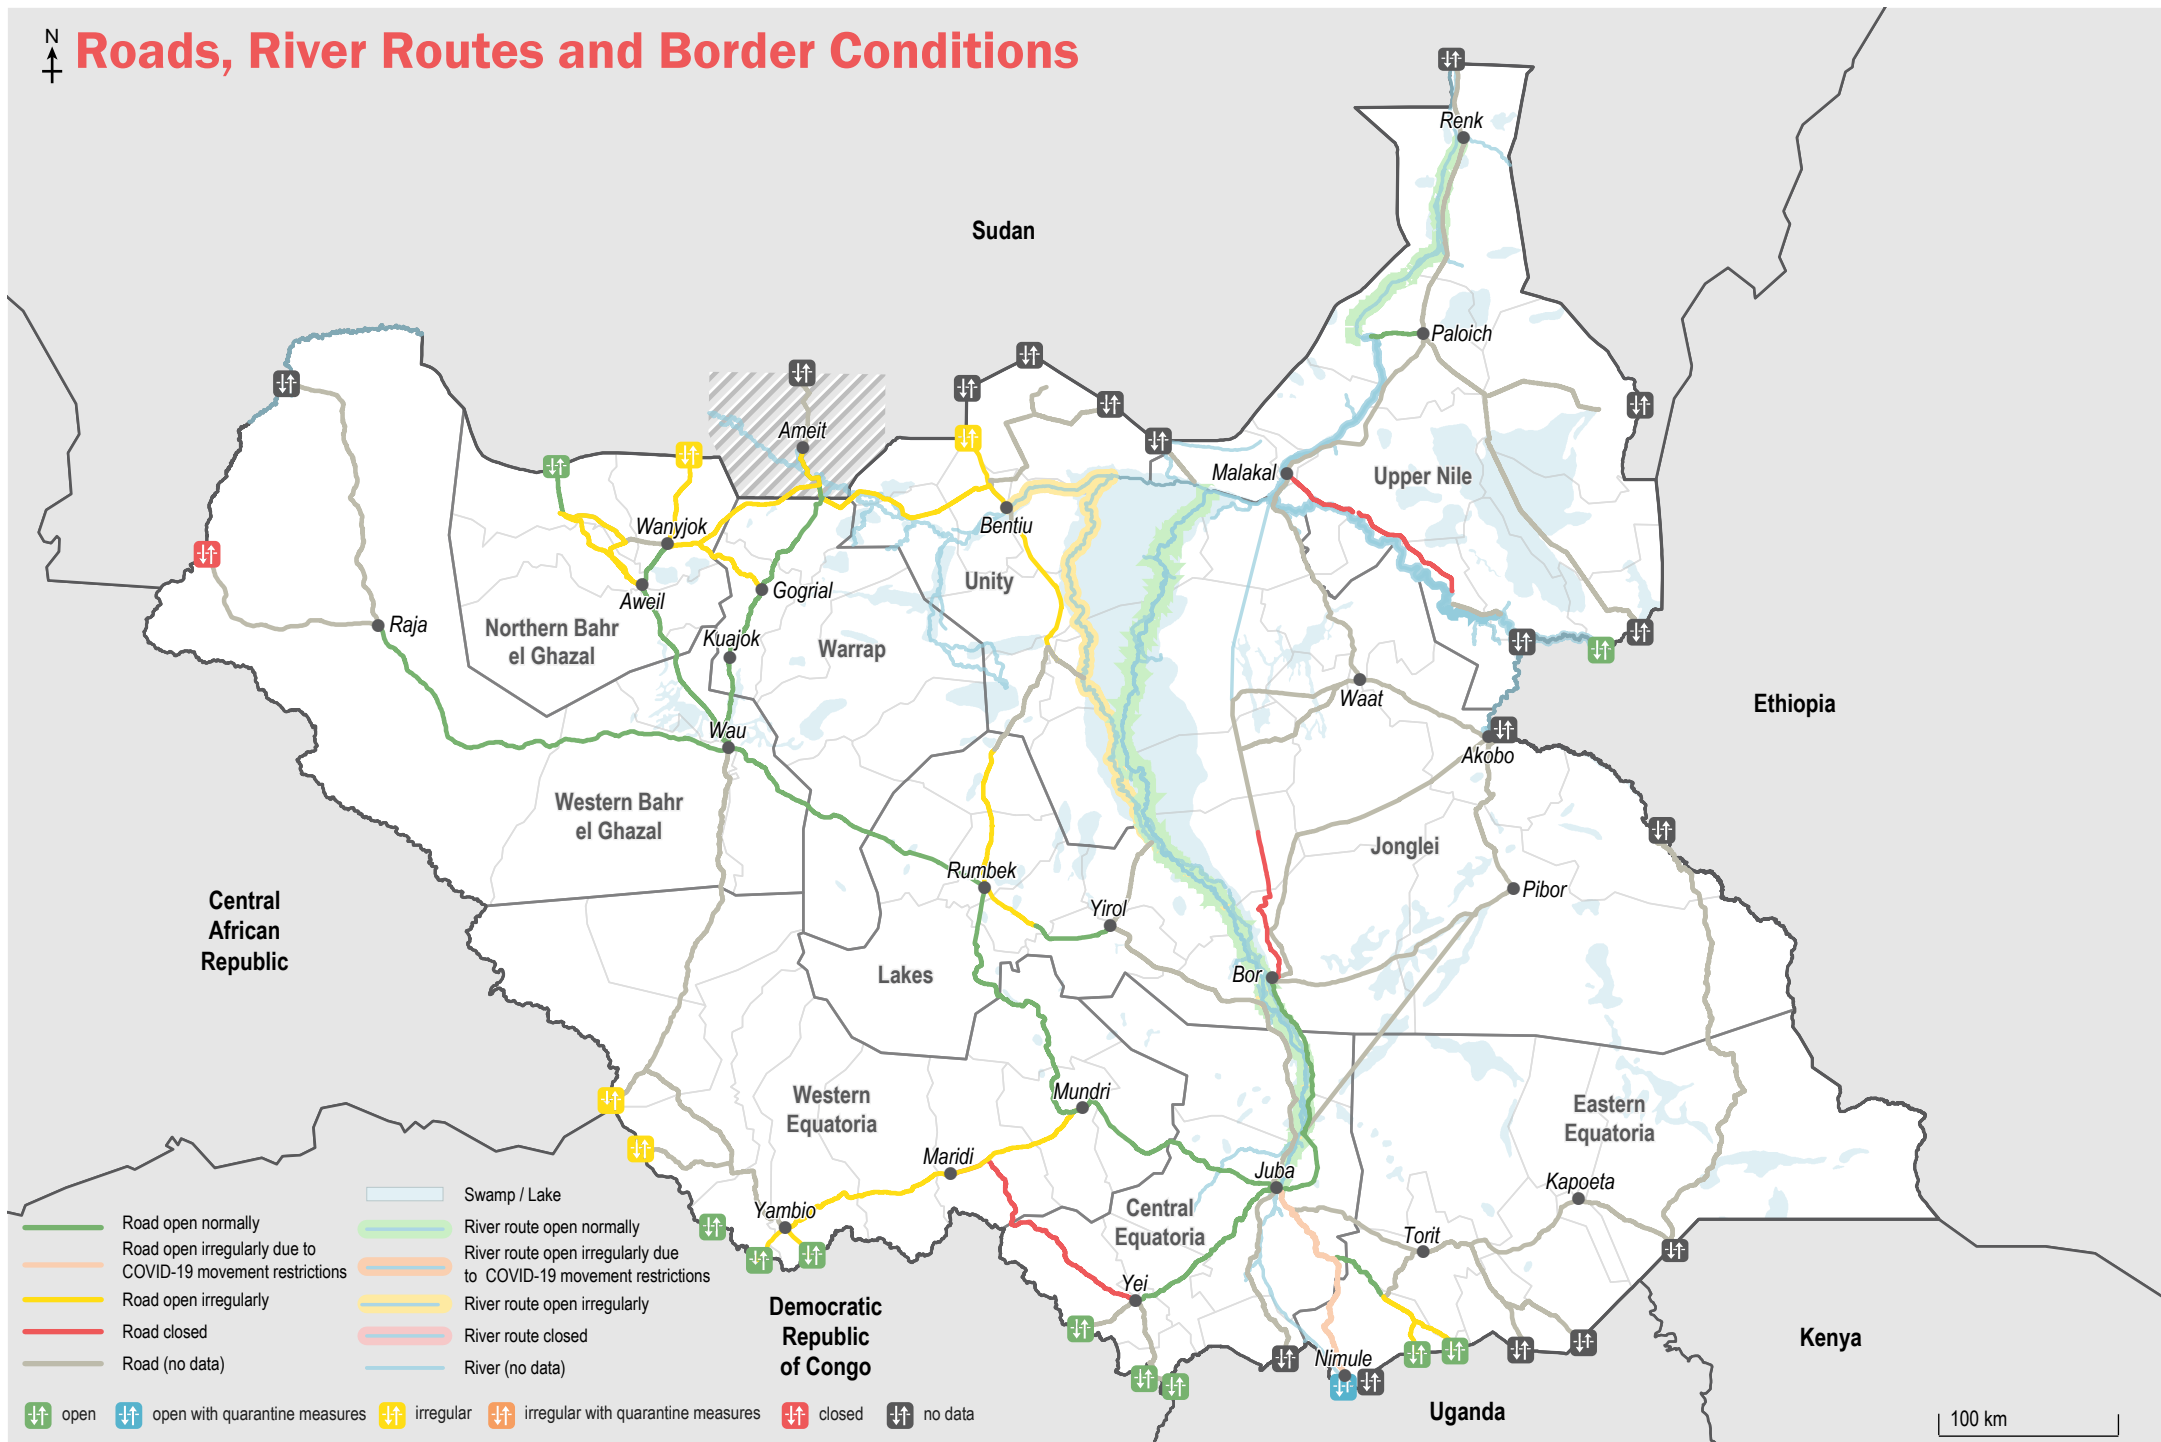 N
Roads, River Routes and Border Conditions
Renk
Sudan
Paloich
Ameit
Malakal
Upper Nile
Wanyjok
Bentiu
Unity
Aweil
Gogrial
Raja
Northern Bahr
el Ghazal
Kuajok
Warrap
Waat
Ethiopia
Wau
Akobo
Western Bahr
el Ghazal
Jonglei
Rumbek
Pibor
Yirol
Central
African
Republic
Lakes
Bor
Western
Equatoria
Mundri
Eastern
Equatoria
Maridi
Juba
Kapoeta
Yambio
Central
Equatoria
Torit
Yei
Democratic
Republic
of Congo
Nimule
Kenya
Uganda
Road open normally
Road open irregularly due to
COVID-19 movement restrictions
Road open irregularly
Road closed
Road (no data)
Swamp / Lake
River route open normally
River route open irregularly due
to COVID-19 movement restrictions
River route open irregularly
River route closed
River (no data)
open
open with quarantine measures
irregular
irregular with quarantine measures
closed
no data
100 km